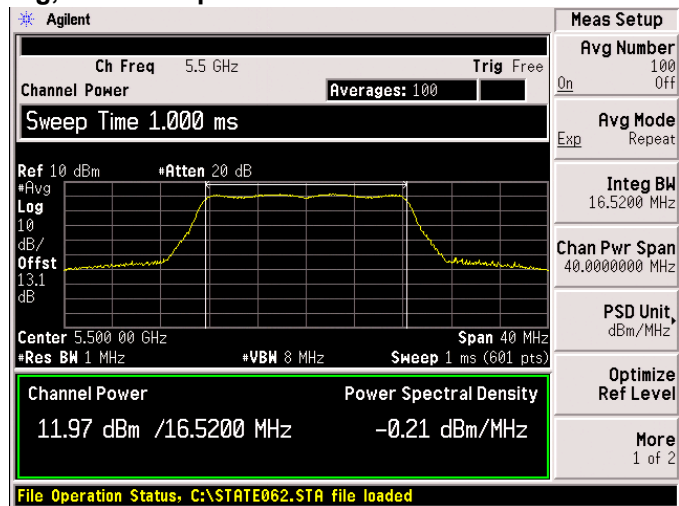 Agilent
Meas Setup
Ch Freq 5.5 GHz Trig Free
Channel Power Averages: 100
Sweep Time 1.000 ms
Ref 10 dBm #Atten 20 dB
#Avg
Log
10
dB/
Offst
13.1
dB
Center 5.500 00 GHz Span 40 MHz
#Res BW 1 MHz #VBW 8 MHz Sweep 1 ms (601 pts)
Channel Power Power Spectral Density
11.97 dBm /16.5200 MHz -0.21 dBm/MHz
File Operation Status, C:\STATE062.STA file loaded
Avg Number
100
On Off
Avg Mode
Exp Repeat
Integ BW
16.5200 MHz
Chan Pwr Span
40.0000000 MHz
PSD Unit
dBm/MHz
Optimize
Ref Level
More
1 of 2